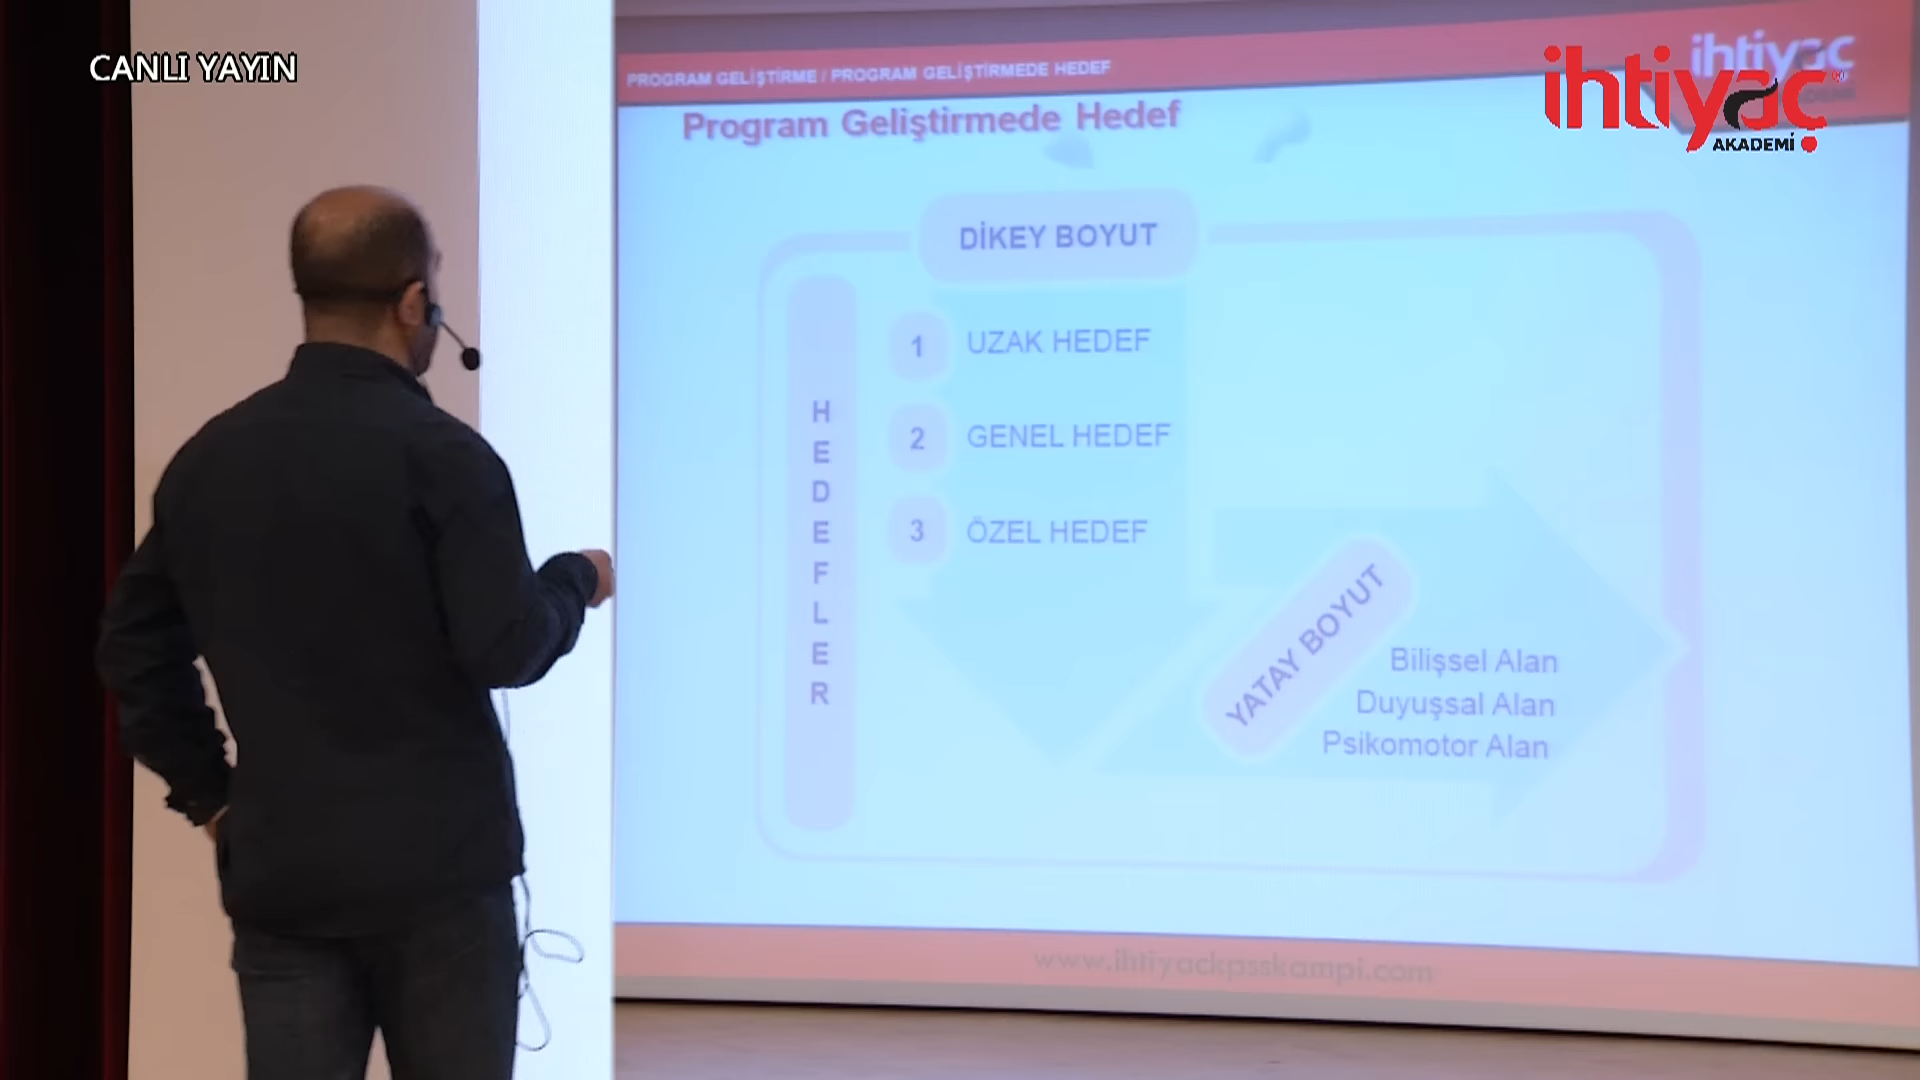 CANLI YAYIN
PROGRAM GELİŞTİRME / PROGRAM GELİŞTİRMEDE HEDEF
ihtiyaç
ihtiyaç
AKADEMİ
Program Geliştirmede Hedef
DİKEY BOYUT
HEDEFLER
1 UZAK HEDEF
2 GENEL HEDEF
3 ÖZEL HEDEF
YATAY BOYUT
Bilişsel Alan
Duyuşsal Alan
Psikomotor Alan
www.ihtiyackpsskampi.com